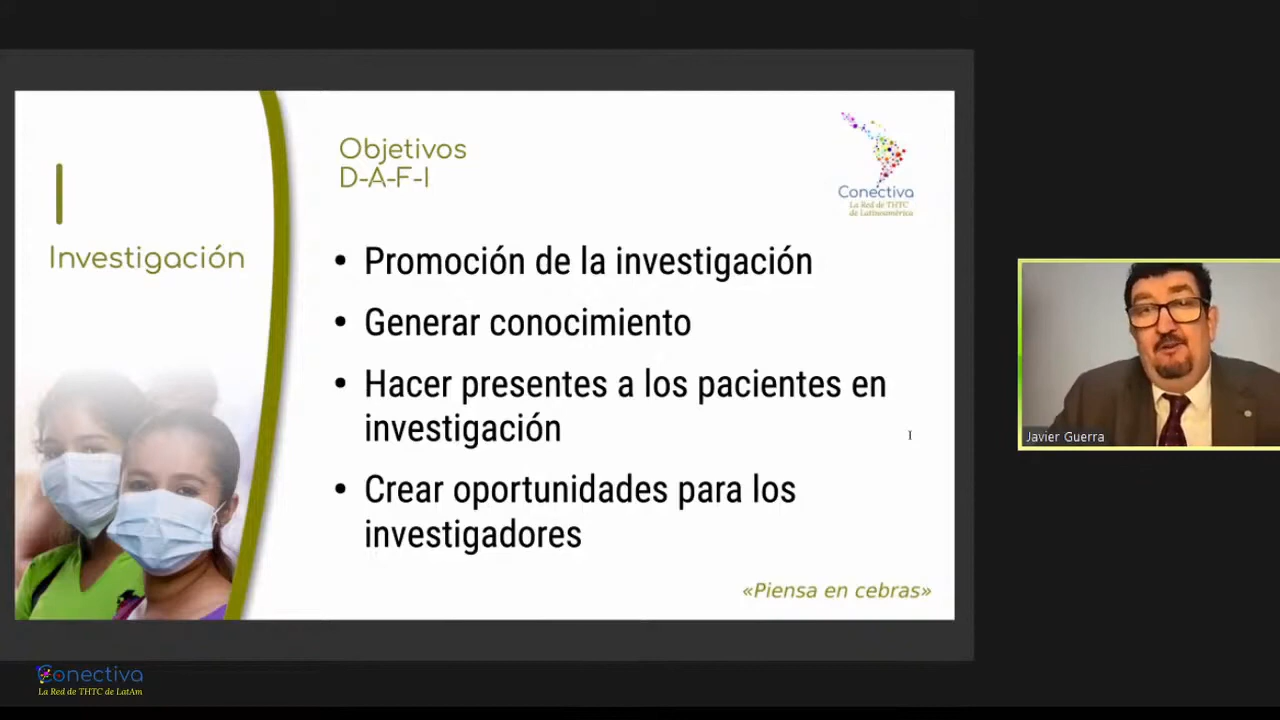 I
Investigación
Objetivos
D-A-F-I
Conectiva
La Red de THTC
de Latinoamérica
• Promoción de la investigación
• Generar conocimiento
• Hacer presentes a los pacientes en
investigación
• Crear oportunidades para los
investigadores
«Piensa en cebras»
Javier Guerra
Conectiva
La Red de THTC de LatAm